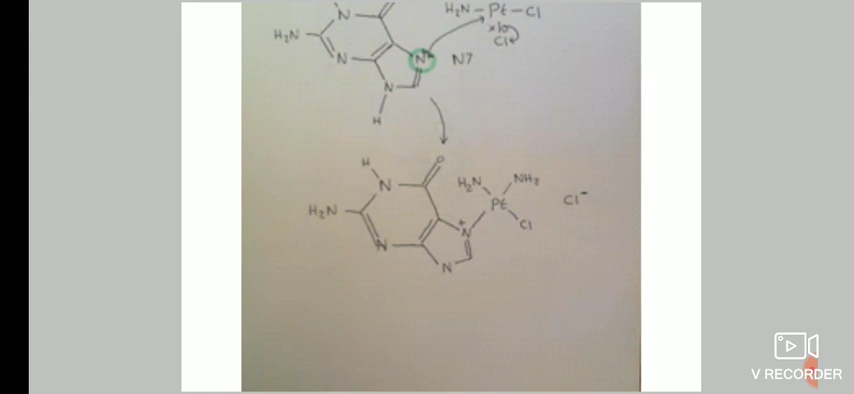 N
H₂N - Pt - Cl
H₂N
Cl
N
N
N7
N
H
H
O
N
H₂N
NH₂
Pt
Cl⁻
H₂N
Cl
N
N
+
N
V RECORDER